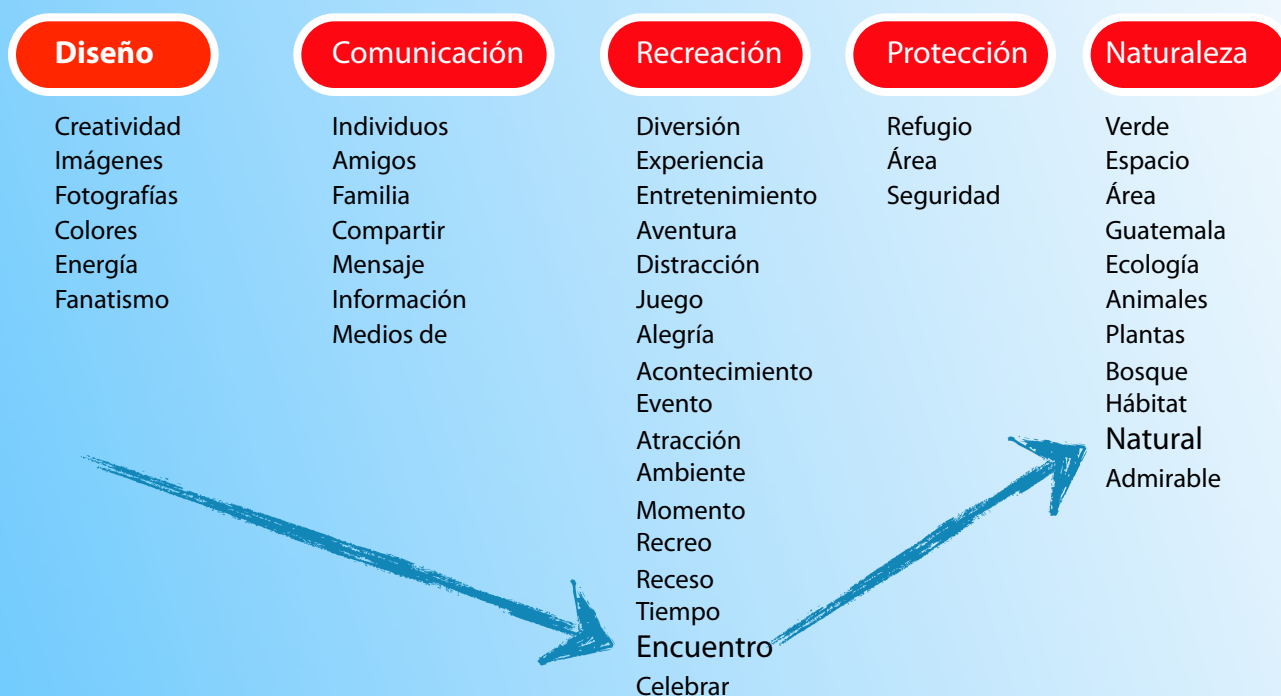 Diseño
Creatividad
Imágenes
Fotografías
Colores
Energía
Fanatismo
Comunicación
Individuos
Amigos
Familia
Compartir
Mensaje
Información
Medios de
Recreación
Diversión
Experiencia
Entretenimiento
Aventura
Distracción
Juego
Alegría
Acontecimiento
Evento
Atracción
Ambiente
Momento
Recreo
Receso
Tiempo
Encuentro
Celebrar
Protección
Refugio
Área
Seguridad
Naturaleza
Verde
Espacio
Área
Guatemala
Ecología
Animales
Plantas
Bosque
Hábitat
Natural
Admirable